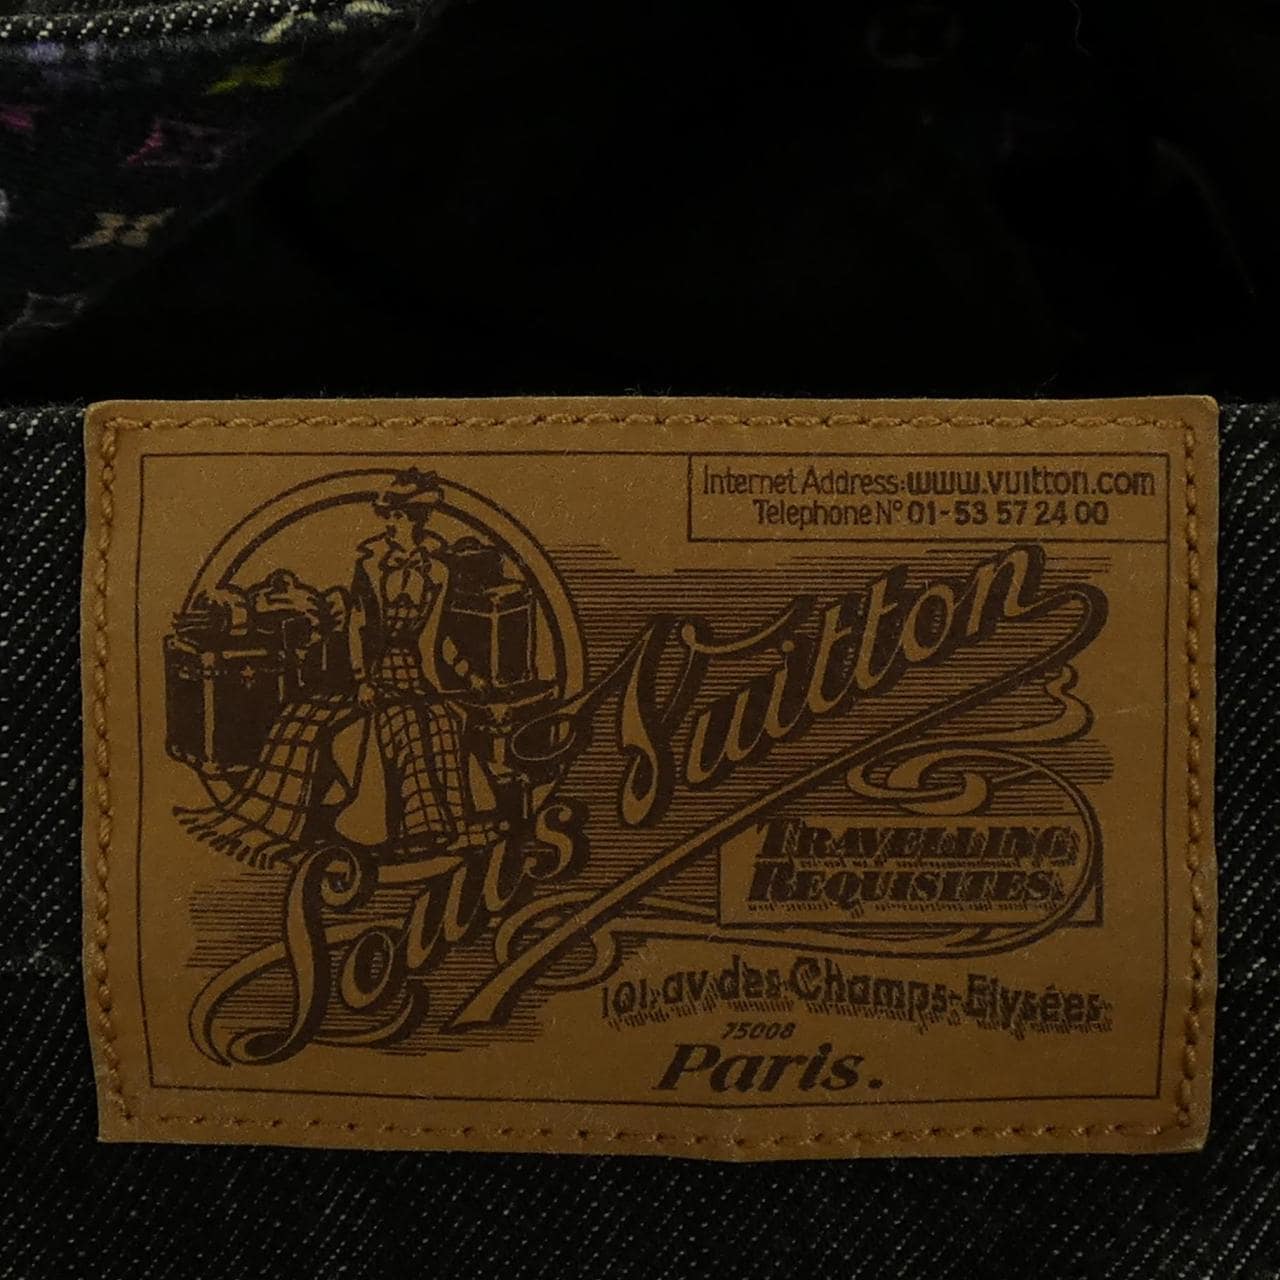 Internet Address: www.vuitton.com
Telephone N° 01-53 57 24 00
Louis Vuitton
TRAVELLING
REQUISITES.
101, av. des Champs-Elysées.
75008
Paris.